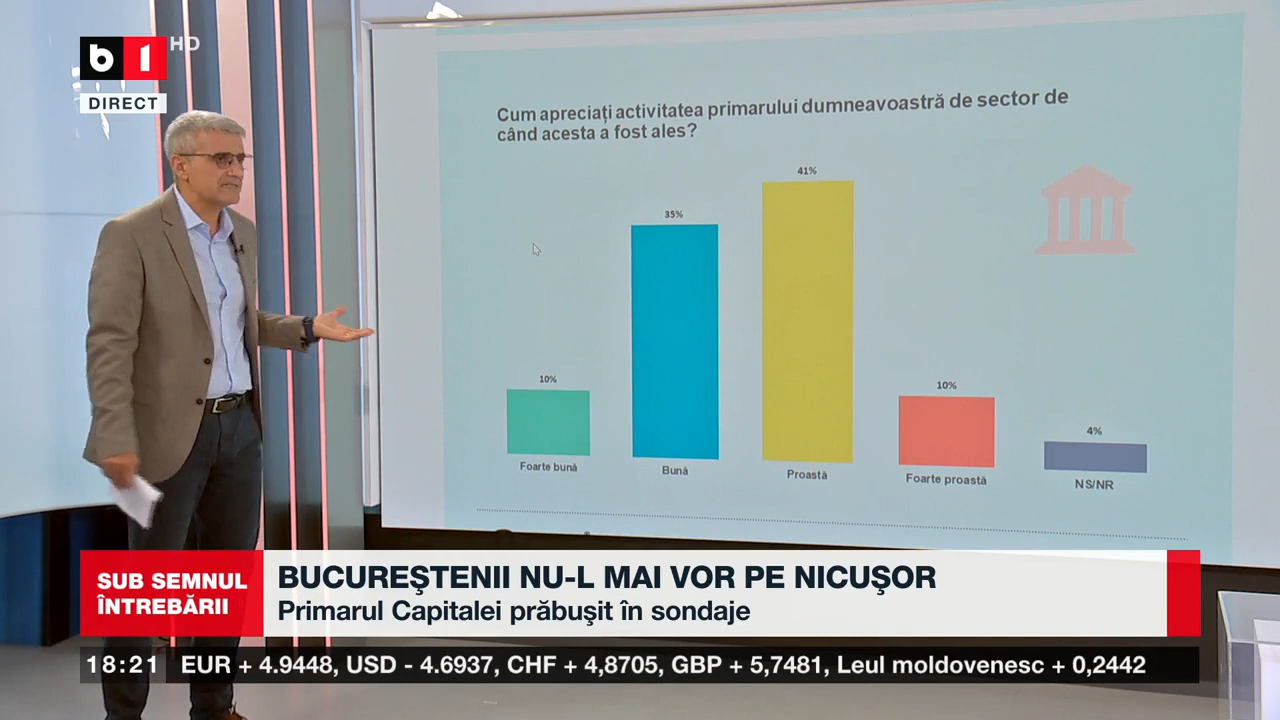 b1 HD
DIRECT
Cum apreciați activitatea primarului dumneavoastră de sector de
când acesta a fost ales?
10%
35%
41%
10%
4%
Foarte bună
Bună
Proastă
Foarte proastă
NS/NR
SUB SEMNUL
ÎNTREBĂRII
BUCUREŞTENII NU-L MAI VOR PE NICUŞOR
Primarul Capitalei prăbuşit în sondaje
18:21 EUR + 4.9448, USD - 4.6937, CHF + 4,8705, GBP + 5,7481, Leul moldovenesc + 0,2442